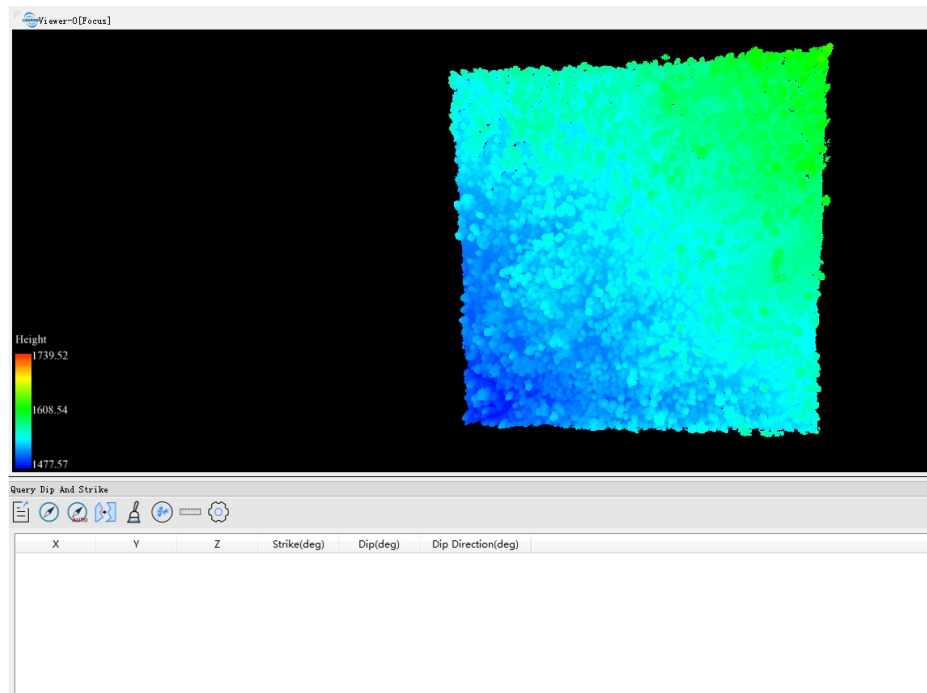 Viewer-0[Focus]
Height
1739.52
1608.54
1477.57
Query Dip And Strike
AUTO
X Y Z Strike(deg) Dip(deg) Dip Direction(deg)